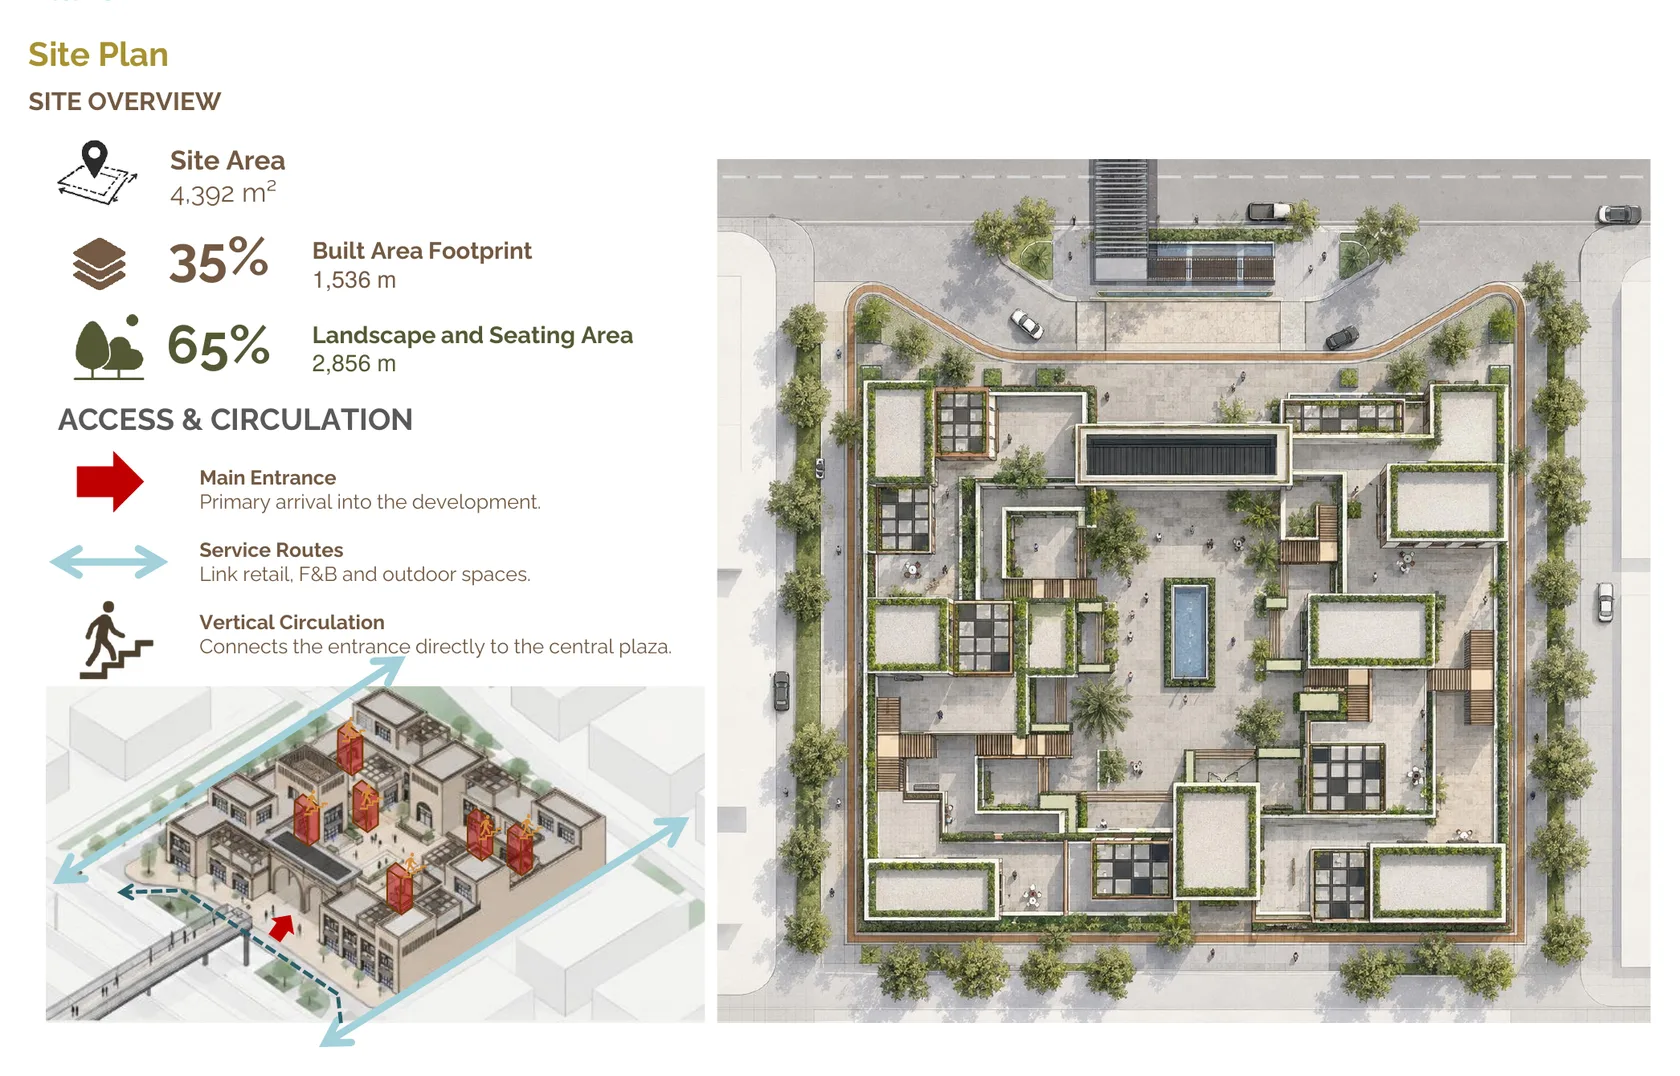 Site Plan
SITE OVERVIEW
Site Area
4,392 m²
35%
Built Area Footprint
1,536 m
65%
Landscape and Seating Area
2,856 m
ACCESS & CIRCULATION
Main Entrance
Primary arrival into the development.
Service Routes
Link retail, F&B and outdoor spaces.
Vertical Circulation
Connects the entrance directly to the central plaza.